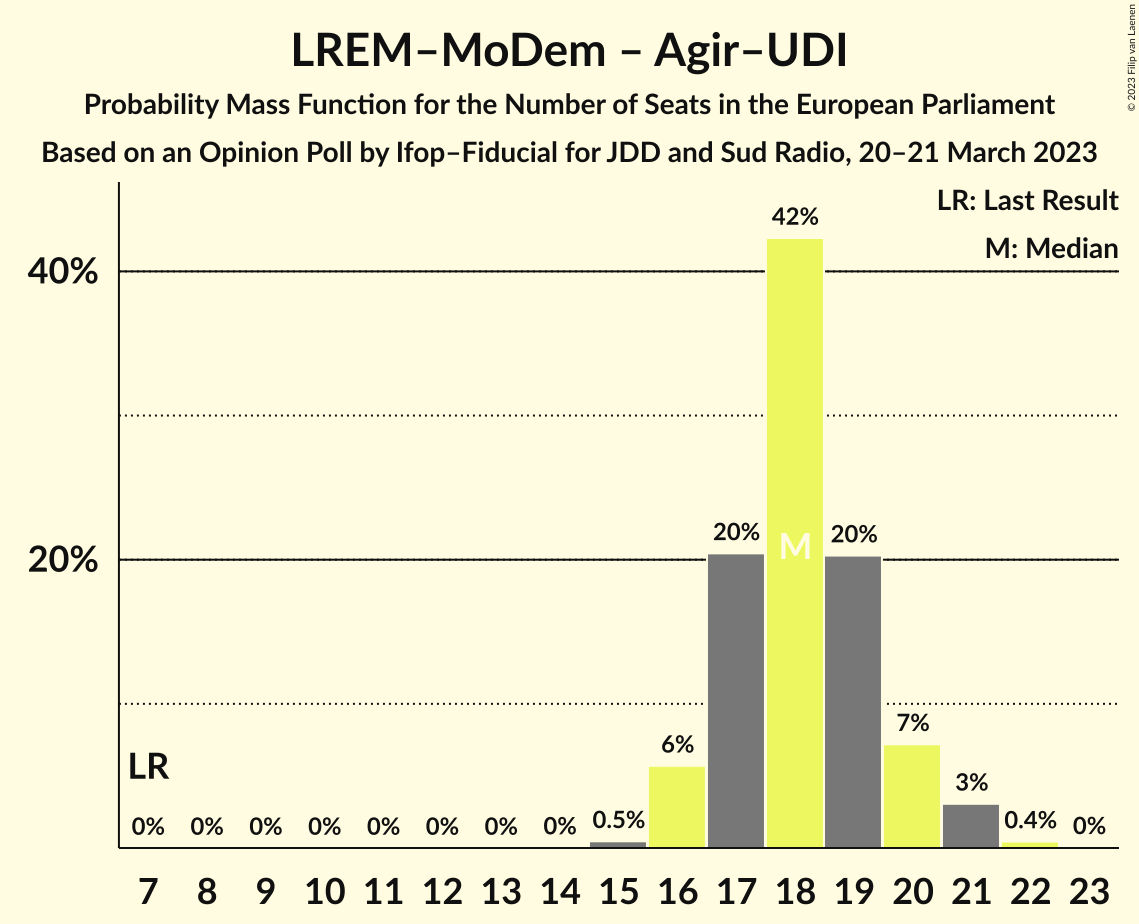 LREM–MoDem – Agir–UDI
Probability Mass Function for the Number of Seats in the European Parliament
Based on an Opinion Poll by Ifop–Fiducial for JDD and Sud Radio, 20–21 March 2023
© 2023 Filip van Laenen
LR: Last Result
M: Median
42%
40%
20% 20%
M
20%
7%
6%
LR
3%
0% 0% 0% 0% 0% 0% 0% 0% 0.5% 0.4% 0%
7 8 9 10 11 12 13 14 15 16 17 18 19 20 21 22 23